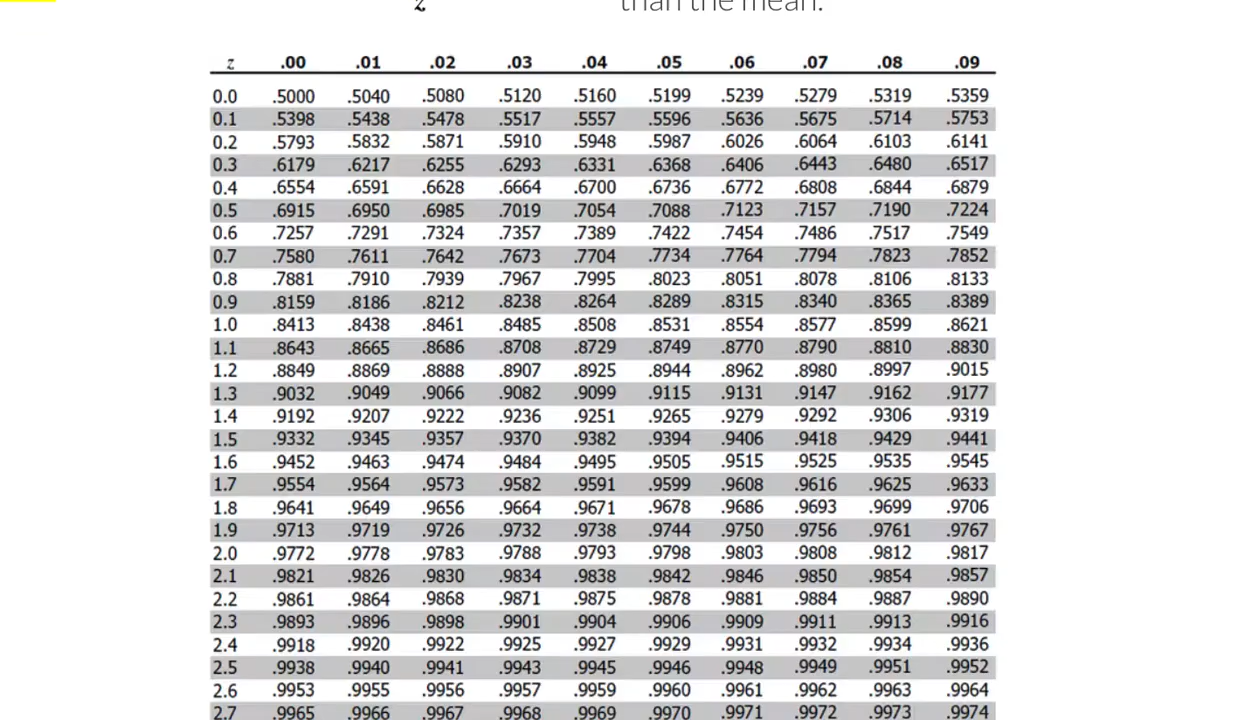 z than the mean.
z .00 .01 .02 .03 .04 .05 .06 .07 .08 .09
0.0 .5000 .5040 .5080 .5120 .5160 .5199 .5239 .5279 .5319 .5359
0.1 .5398 .5438 .5478 .5517 .5557 .5596 .5636 .5675 .5714 .5753
0.2 .5793 .5832 .5871 .5910 .5948 .5987 .6026 .6064 .6103 .6141
0.3 .6179 .6217 .6255 .6293 .6331 .6368 .6406 .6443 .6480 .6517
0.4 .6554 .6591 .6628 .6664 .6700 .6736 .6772 .6808 .6844 .6879
0.5 .6915 .6950 .6985 .7019 .7054 .7088 .7123 .7157 .7190 .7224
0.6 .7257 .7291 .7324 .7357 .7389 .7422 .7454 .7486 .7517 .7549
0.7 .7580 .7611 .7642 .7673 .7704 .7734 .7764 .7794 .7823 .7852
0.8 .7881 .7910 .7939 .7967 .7995 .8023 .8051 .8078 .8106 .8133
0.9 .8159 .8186 .8212 .8238 .8264 .8289 .8315 .8340 .8365 .8389
1.0 .8413 .8438 .8461 .8485 .8508 .8531 .8554 .8577 .8599 .8621
1.1 .8643 .8665 .8686 .8708 .8729 .8749 .8770 .8790 .8810 .8830
1.2 .8849 .8869 .8888 .8907 .8925 .8944 .8962 .8980 .8997 .9015
1.3 .9032 .9049 .9066 .9082 .9099 .9115 .9131 .9147 .9162 .9177
1.4 .9192 .9207 .9222 .9236 .9251 .9265 .9279 .9292 .9306 .9319
1.5 .9332 .9345 .9357 .9370 .9382 .9394 .9406 .9418 .9429 .9441
1.6 .9452 .9463 .9474 .9484 .9495 .9505 .9515 .9525 .9535 .9545
1.7 .9554 .9564 .9573 .9582 .9591 .9599 .9608 .9616 .9625 .9633
1.8 .9641 .9649 .9656 .9664 .9671 .9678 .9686 .9693 .9699 .9706
1.9 .9713 .9719 .9726 .9732 .9738 .9744 .9750 .9756 .9761 .9767
2.0 .9772 .9778 .9783 .9788 .9793 .9798 .9803 .9808 .9812 .9817
2.1 .9821 .9826 .9830 .9834 .9838 .9842 .9846 .9850 .9854 .9857
2.2 .9861 .9864 .9868 .9871 .9875 .9878 .9881 .9884 .9887 .9890
2.3 .9893 .9896 .9898 .9901 .9904 .9906 .9909 .9911 .9913 .9916
2.4 .9918 .9920 .9922 .9925 .9927 .9929 .9931 .9932 .9934 .9936
2.5 .9938 .9940 .9941 .9943 .9945 .9946 .9948 .9949 .9951 .9952
2.6 .9953 .9955 .9956 .9957 .9959 .9960 .9961 .9962 .9963 .9964
2.7 .9965 .9966 .9967 .9968 .9969 .9970 .9971 .9972 .9973 .9974